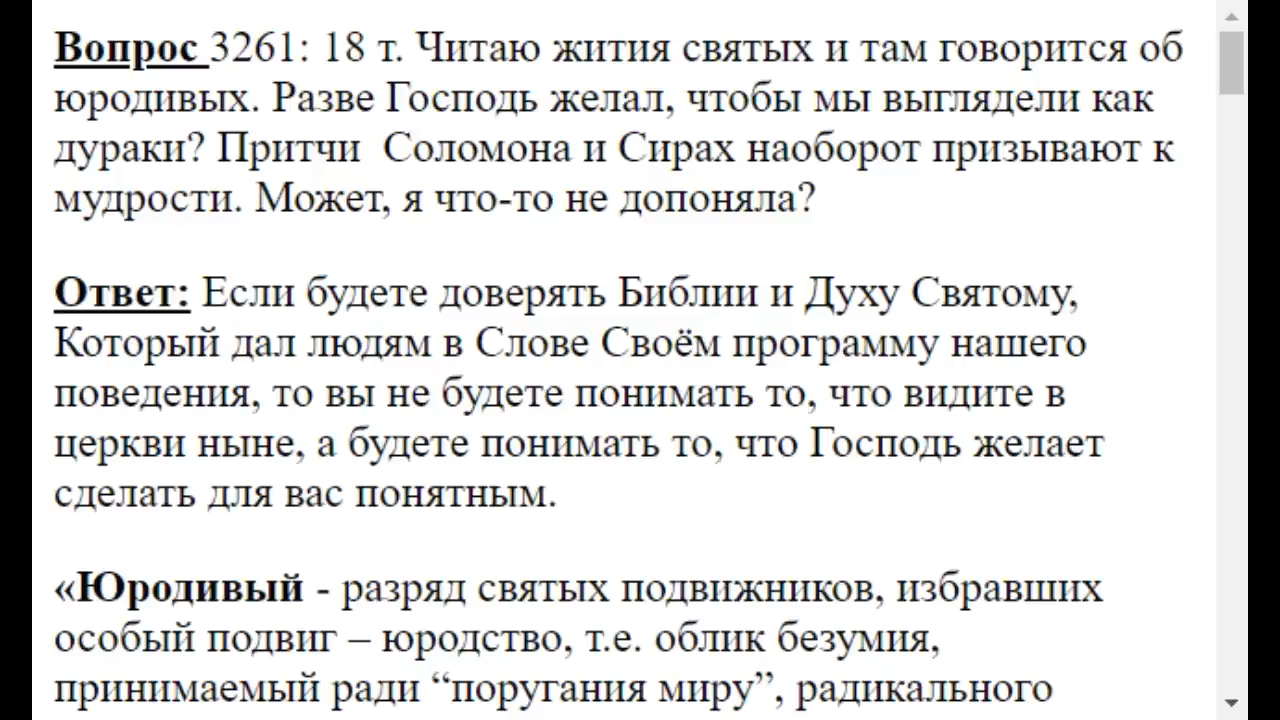 Вопрос 3261: 18 т. Читаю жития святых и там говорится об
юродивых. Разве Господь желал, чтобы мы выглядели как
дураки? Притчи  Соломона и Сирах наоборот призывают к
мудрости. Может, я что-то не допоняла?
Ответ: Если будете доверять Библии и Духу Святому,
Который дал людям в Слове Своём программу нашего
поведения, то вы не будете понимать то, что видите в
церкви ныне, а будете понимать то, что Господь желает
сделать для вас понятным.
«Юродивый - разряд святых подвижников, избравших
особый подвиг – юродство, т.е. облик безумия,
принимаемый ради “поругания миру”, радикального